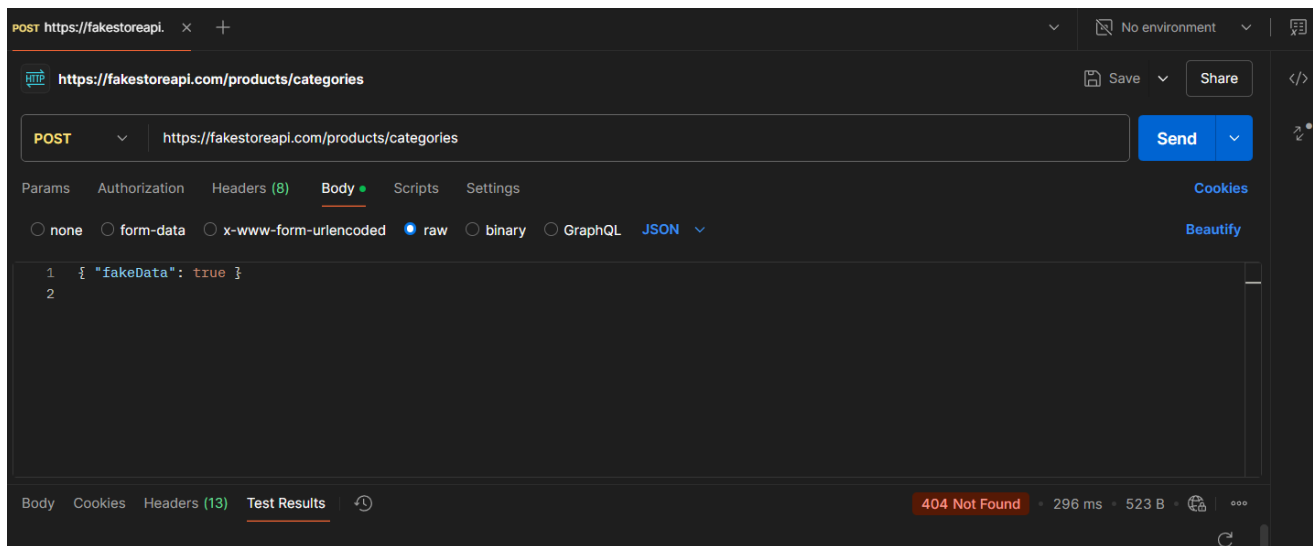 POST https://fakestoreapi. No environment
HTTP https://fakestoreapi.com/products/categories Save Share
POST https://fakestoreapi.com/products/categories Send
Params Authorization Headers (8) Body Scripts Settings Cookies
none form-data x-www-form-urlencoded raw binary GraphQL JSON Beautify
1 { "fakeData": true }
2
Body Cookies Headers (13) Test Results 404 Not Found 296 ms 523 B